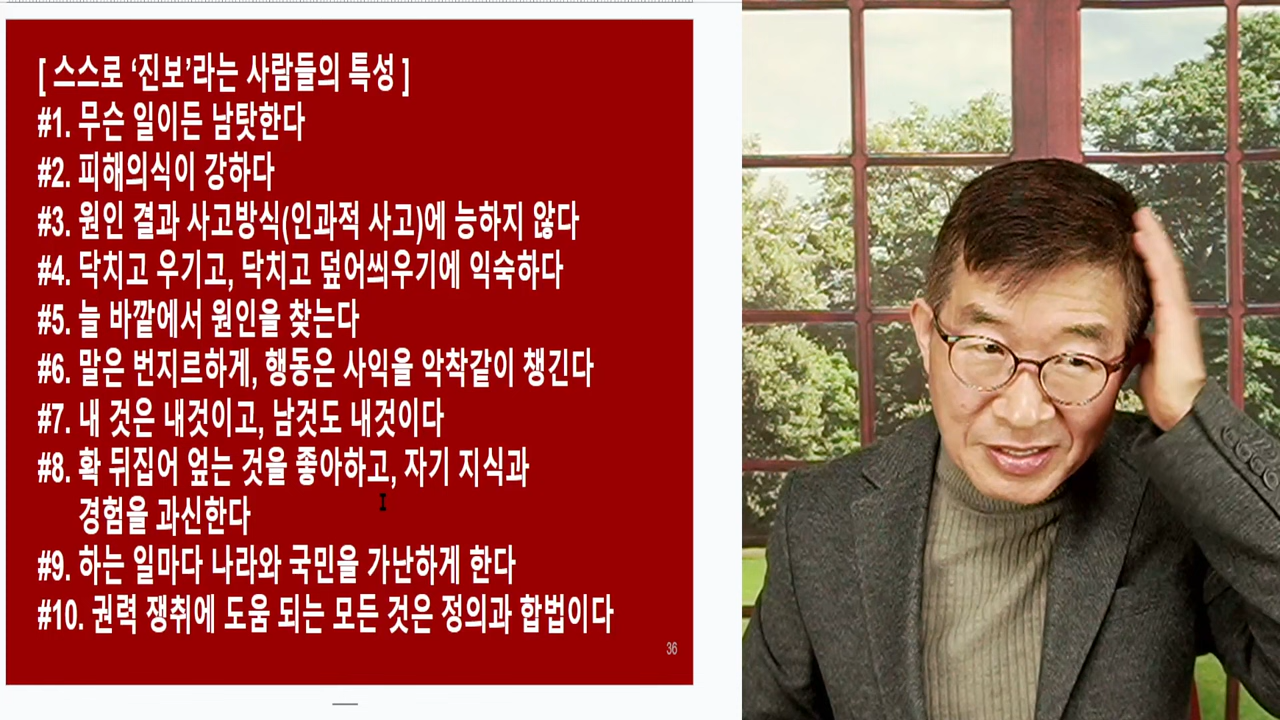 [ 스스로 ‘진보’라는 사람들의 특성 ]
#1. 무슨 일이든 남탓한다
#2. 피해의식이 강하다
#3. 원인 결과 사고방식(인과적 사고)에 능하지 않다
#4. 닥치고 우기고, 닥치고 덮어씌우기에 익숙하다
#5. 늘 바깥에서 원인을 찾는다
#6. 말은 번지르하게, 행동은 사익을 악착같이 챙긴다
#7. 내 것은 내것이고, 남것도 내것이다
#8. 확 뒤집어 엎는 것을 좋아하고, 자기 지식과
경험을 과신한다
#9. 하는 일마다 나라와 국민을 가난하게 한다
#10. 권력 쟁취에 도움 되는 모든 것은 정의과 합법이다
36